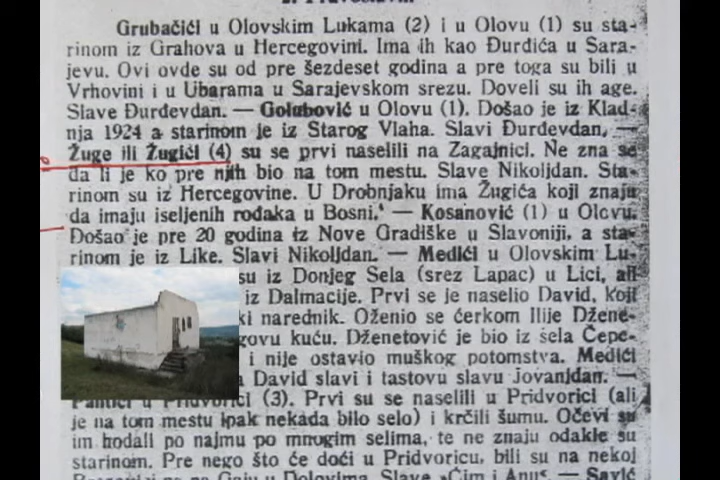 Grubačići u Olovskim Lukama (2) i u Olovu (1) su sta-
rinom iz Grahova u Hercegovini. Ima ih kao Đurđića u Sara-
jevu. Ovi ovde su od pre šezdeset godina a pre toga su bili u
Vrhovini i u Ubarama u Sarajevskom srezu. Doveli su ih age.
Slave Đurđevdan. — Golubović u Olovu (1). Došao je iz Klad-
nja 1924 a starinom je iz Starog Vlaha. Slavi Đurđevdan. —
Žuge ili Žugići (4) su se prvi naselili na Zagajnici. Ne zna se
da li je ko pre njih bio na tom mestu. Slave Nikoljdan. Sta-
rinom su iz Hercegovine. U Drobnjaku ima Žugića koji znaju
da imaju iseljenih rođaka u Bosni. — Kosanović (1) u Olovu.
Došao je pre 20 godina iz Nove Gradiške u Slavoniji, a sta-
rinom je iz Like. Slavi Nikoljdan. — Medići u Olovskim Lu-
su iz Donjeg Sela (srez Lapac) u Lici, ali
iz Dalmacije. Prvi se je naselio David, koji
ki narednik. Oženio se ćerkom Ilije Džene-
govu kuću. Dženetović je bio iz sela Čepe-
i nije ostavio muškog potomstva. Medići
a David slavi i tastovu slavu Jovanjdan. —
Pantići u Pridvorici (3). Prvi su se naselili u Pridvorici (ali
je na tom mestu ipak nekada bilo selo) i krčili šumu. Očevi su
im hodali po najmu po mnogim selima, te ne znaju odakle su
starinom. Pre nego što će doći u Pridvoricu, bili su na nekoj
na Gaju u Dolovima. Slave